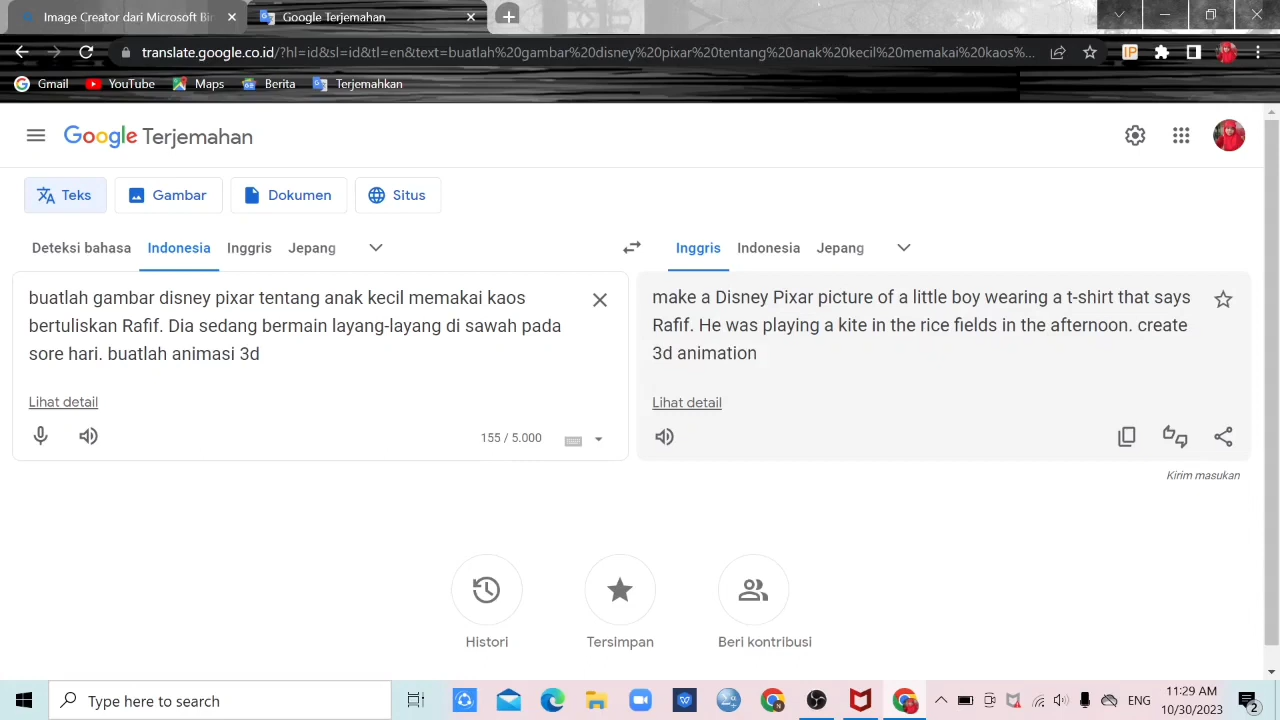 Image Creator dari Microsoft Bin
Google Terjemahan
translate.google.co.id/?hl=id&sl=id&tl=en&text=buatlah%20gambar%20disney%20pixar%20tentang%20anak%20kecil%20memakai%20kaos%...
Gmail
YouTube
Maps
Berita
Terjemahkan
Google Terjemahan
Teks
Gambar
Dokumen
Situs
Deteksi bahasa
Indonesia
Inggris
Jepang
Inggris
Indonesia
Jepang
buatlah gambar disney pixar tentang anak kecil memakai kaos
bertuliskan Rafif. Dia sedang bermain layang-layang di sawah pada
sore hari. buatlah animasi 3d
Lihat detail
155 / 5.000
make a Disney Pixar picture of a little boy wearing a t-shirt that says
Rafif. He was playing a kite in the rice fields in the afternoon. create
3d animation
Lihat detail
Kirim masukan
Histori
Tersimpan
Beri kontribusi
Type here to search
ENG
11:29 AM
10/30/2023
2